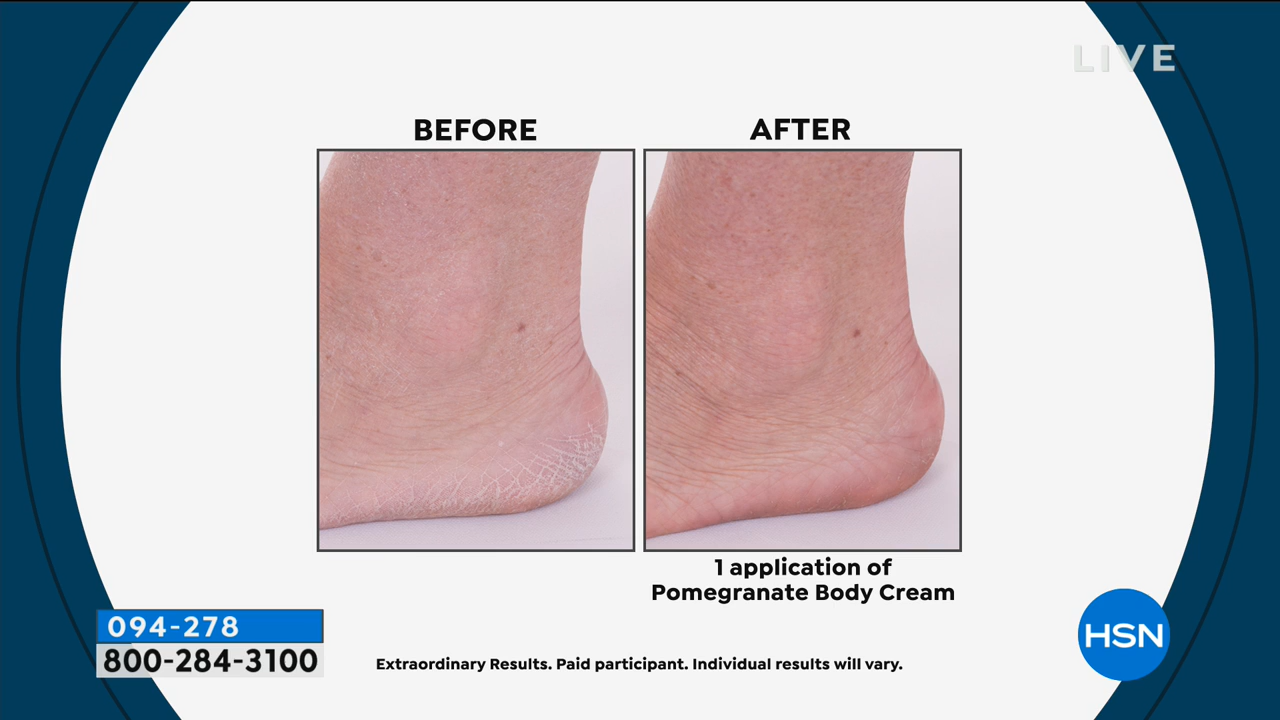 LIVE
BEFORE
AFTER
1 application of
Pomegranate Body Cream
094-278
800-284-3100
Extraordinary Results. Paid participant. Individual results will vary.
HSN